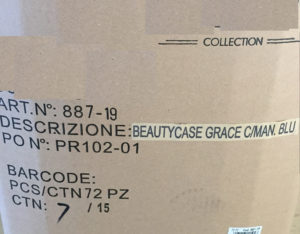 COLLECTION
ART.Nº: 887-19
DESCRIZIONE: BEAUTYCASE GRACE C/MAN. BLU
PO Nº: PR102-01
BARCODE:
PCS/CTN 72 PZ
CTN: 7 / 15